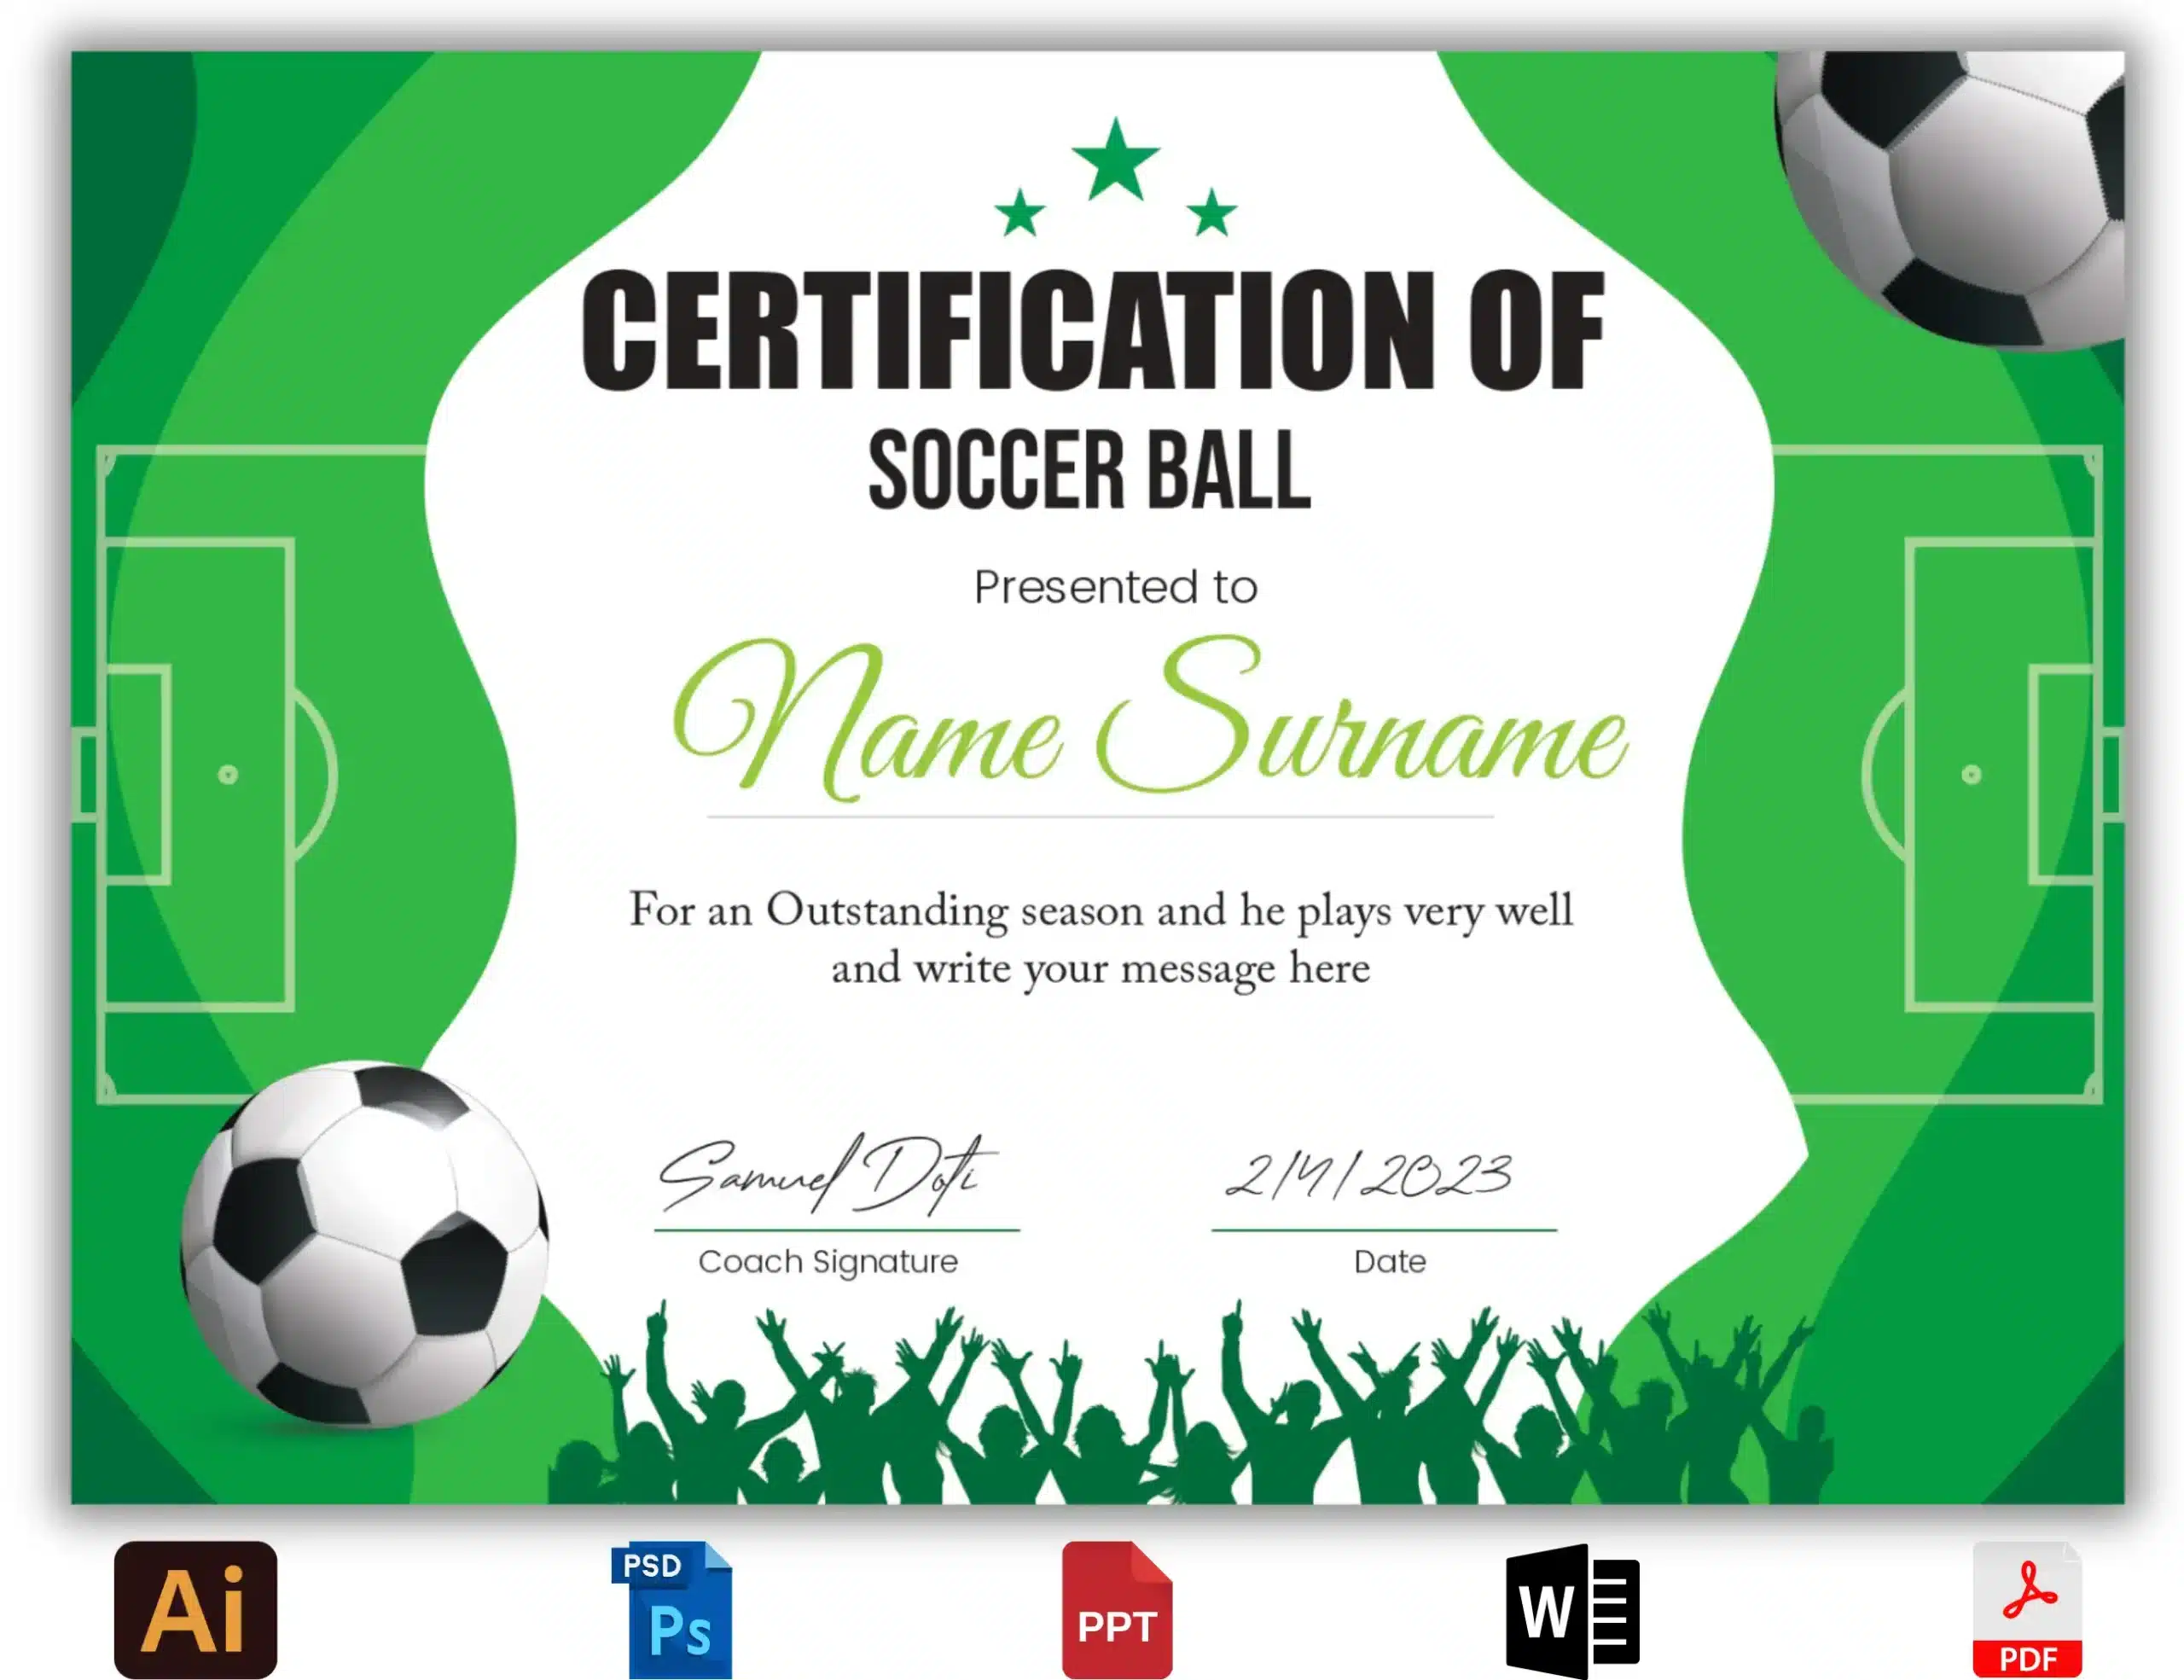 CERTIFICATION OF
SOCCER BALL
Presented to
Name Surname
For an Outstanding season and he plays very well
and write your message here
Samuel Doti 2/7/2023
Coach Signature Date
Ai PSD Ps PPT W PDF